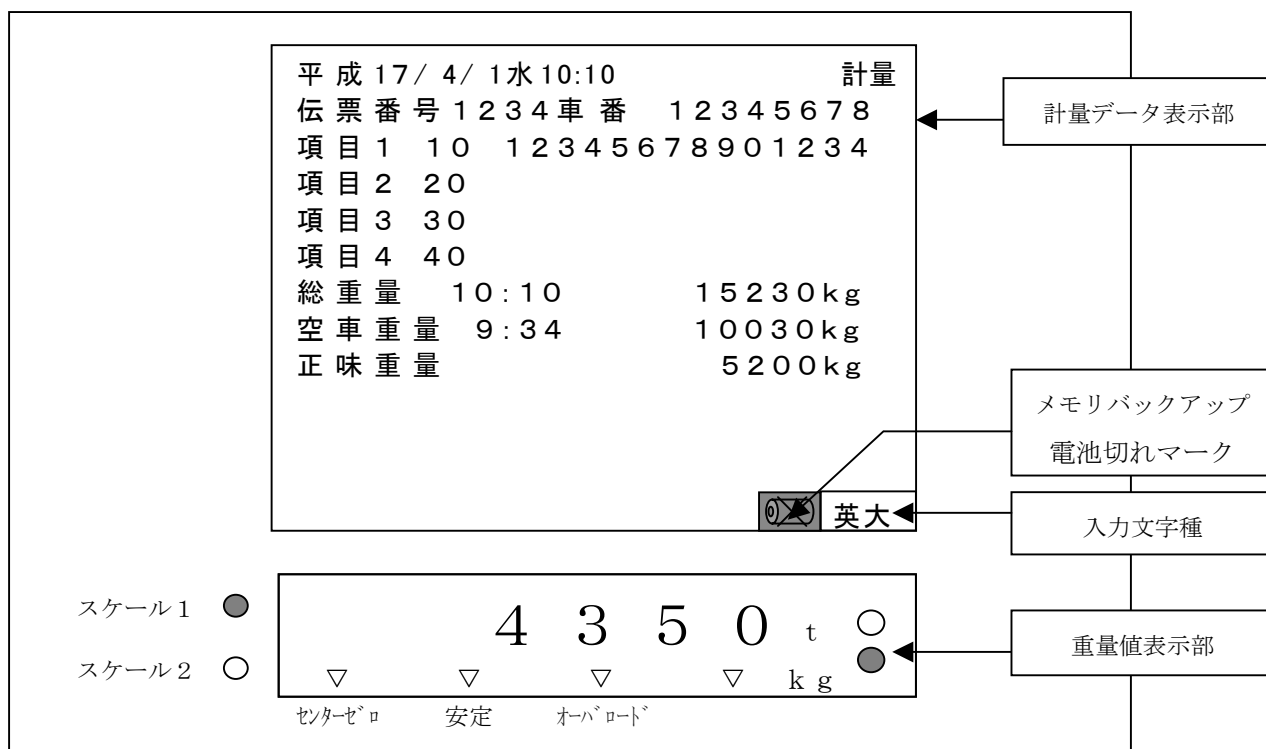 平成17/ 4/ 1水10:10 計量
伝票番号1234車番 12345678
項目1 10 12345678901234
項目2 20
項目3 30
項目4 40
総重量 10:10 15230kg
空車重量 9:34 10030kg
正味重量 5200kg
英大
計量データ表示部
メモリバックアップ
電池切れマーク
入力文字種
重量値表示部
スケール1
スケール2
4350 t
kg
センターゼロ 安定 オーバーロード